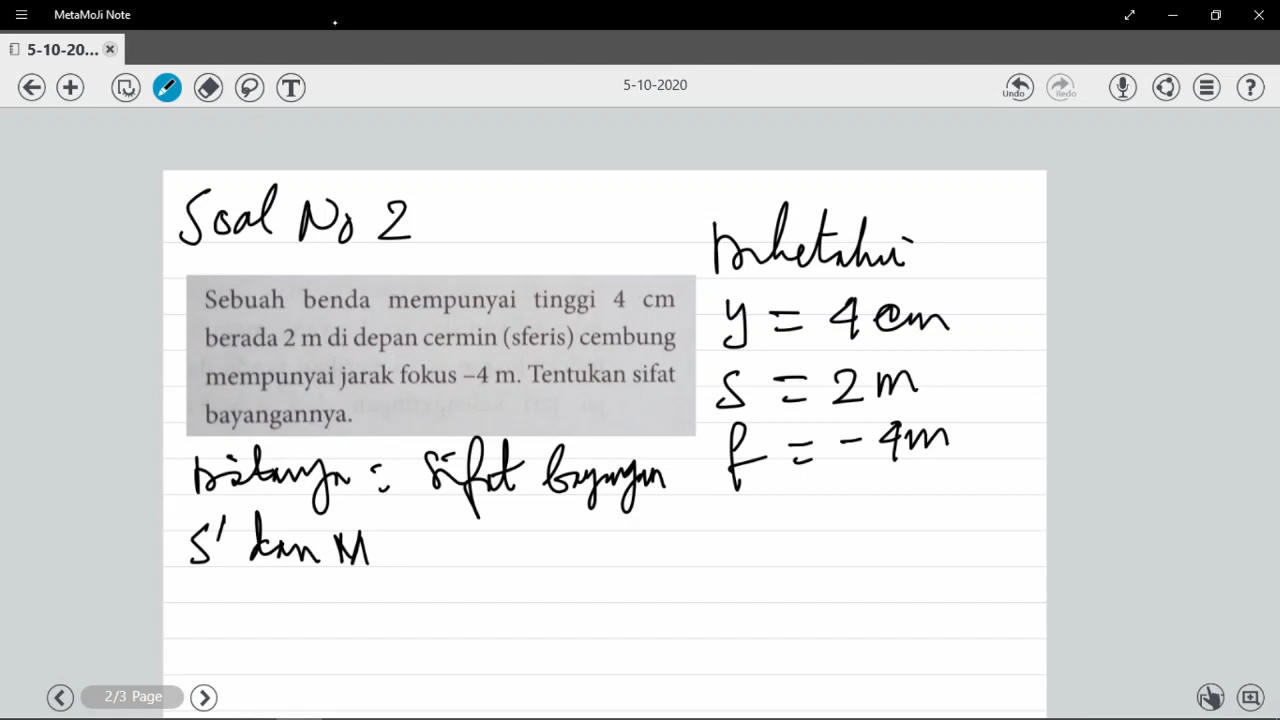 MetaMoJi Note
5-10-20...
5-10-2020
Undo
Redo
Soal No 2
Sebuah benda mempunyai tinggi 4 cm
berada 2 m di depan cermin (sferis) cembung
mempunyai jarak fokus –4 m. Tentukan sifat
bayangannya.
Ditanya : Sifat bayangan
S' dan M
Diketahui
y = 4 cm
s = 2 m
f = - 4 m
2/3 Page